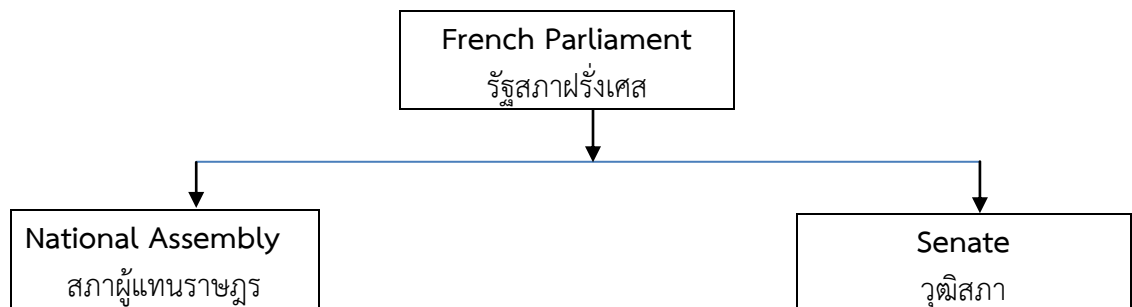 French Parliament
รัฐสภาฝรั่งเศส
National Assembly
สภาผู้แทนราษฎร
Senate
วุฒิสภา